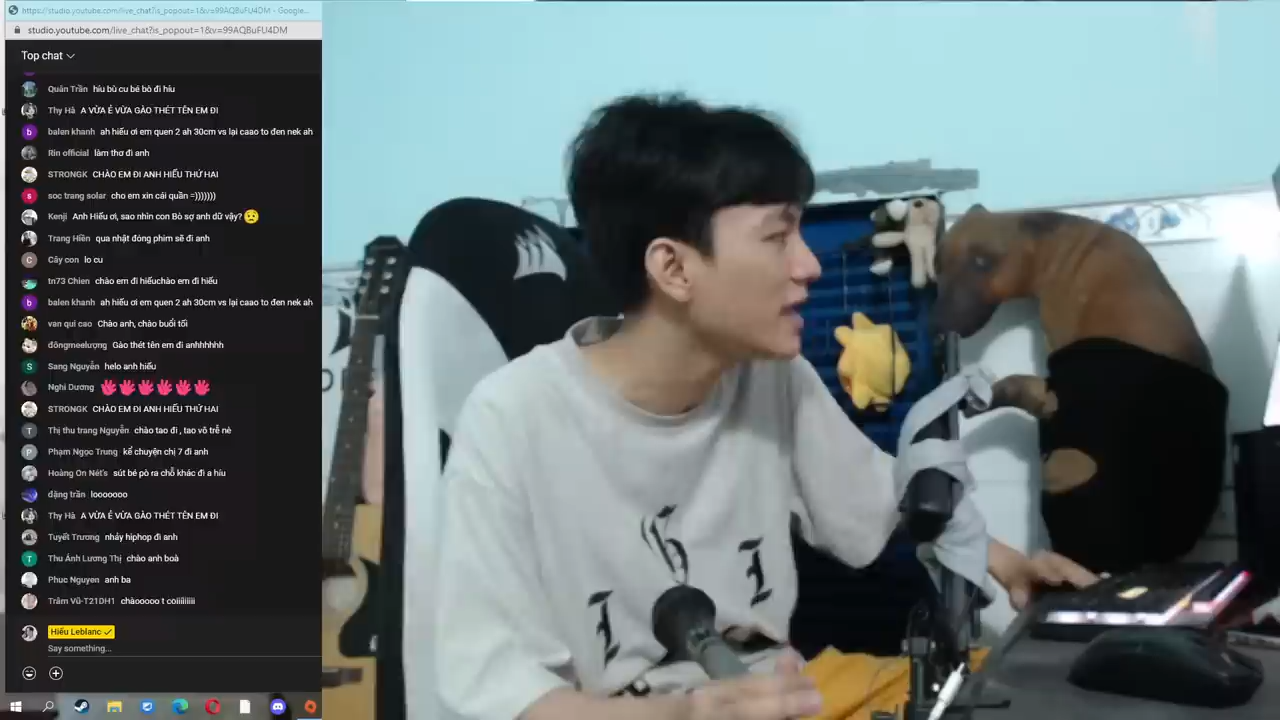 https://studio.youtube.com/live_chat?is_popout=1&v=99AQBuFU4DM - Google...
studio.youtube.com/live_chat?is_popout=1&v=99AQBuFU4DM
Top chat
Quân Trần híu bù cu bé bò đi híu
Thy Hà A VỪA Ẻ VỪA GÀO THÉT TÊN EM ĐI
balen khanh ah hiếu ơi em quen 2 ah 30cm vs lại caao to đen nek ah
Rin official làm thơ đi anh
STRONGK CHÀO EM ĐI ANH HIẾU THỨ HAI
soc trang solar cho em xin cái quần =)))))))
Kenji Anh Hiếu ơi, sao nhìn con Bò sợ anh dữ vậy?
Trang Hiền qua nhật đóng phim sẽ đi anh
Cây con lo cu
tn73 Chien chào em đi hiếuchào em đi hiếu
balen khanh ah hiếu ơi em quen 2 ah 30cm vs lại caao to đen nek ah
van qui cao Chào anh, chào buổi tối
đôngmeelượng Gào thét tên em đi anhhhhhh
Sang Nguyễn helo anh hiếu
Nghi Dương
STRONGK CHÀO EM ĐI ANH HIẾU THỨ HAI
Thị thu trang Nguyễn chào tao đi , tao vô trễ nè
Phạm Ngọc Trung kể chuyện chị 7 đi anh
Hoàng On Nét's sút bé pò ra chỗ khác đi a híu
đặng trần looooooo
Thy Hà A VỪA Ẻ VỪA GÀO THÉT TÊN EM ĐI
Tuyết Trương nhảy hiphop đi anh
Thu Ánh Lương Thị chào anh boà
Phuc Nguyen anh ba
Trâm Vũ-T21DH1 chàooooo t coiiiiiiiii
Hiếu Leblanc
Say something...